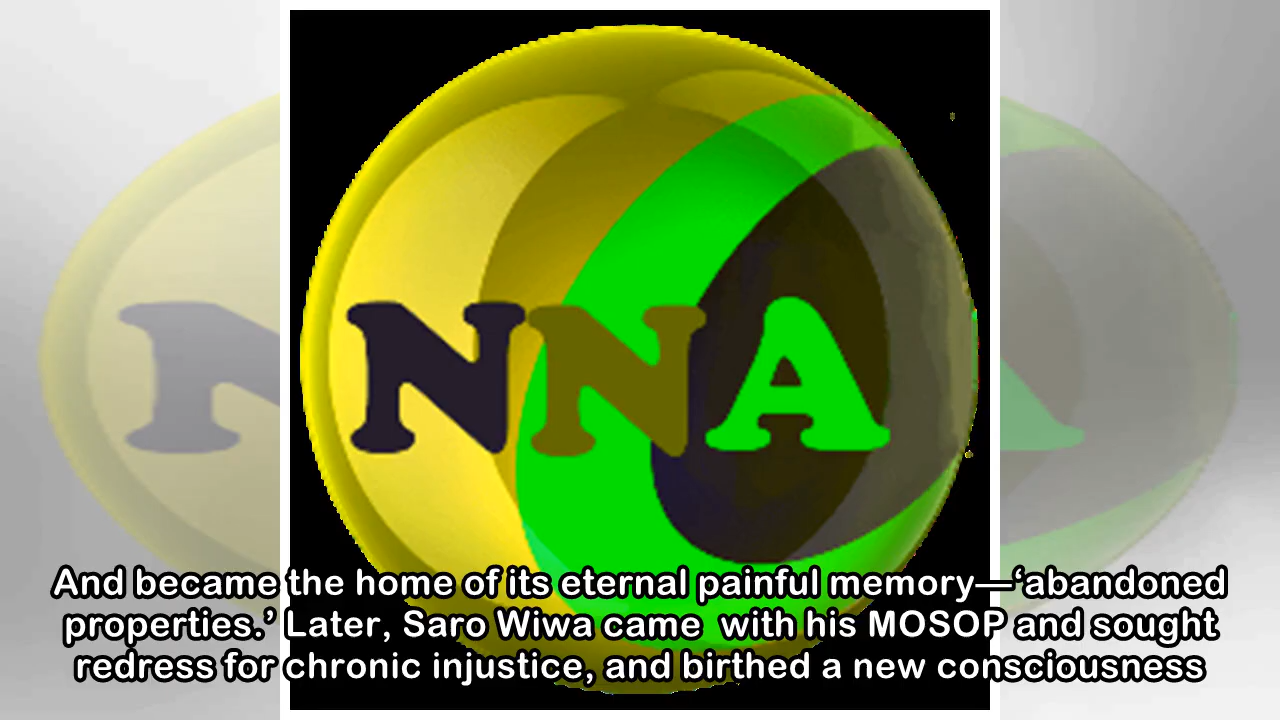 NNA
And became the home of its eternal painful memory—‘abandoned
properties.’ Later, Saro Wiwa came  with his MOSOP and sought
redress for chronic injustice, and birthed a new consciousness